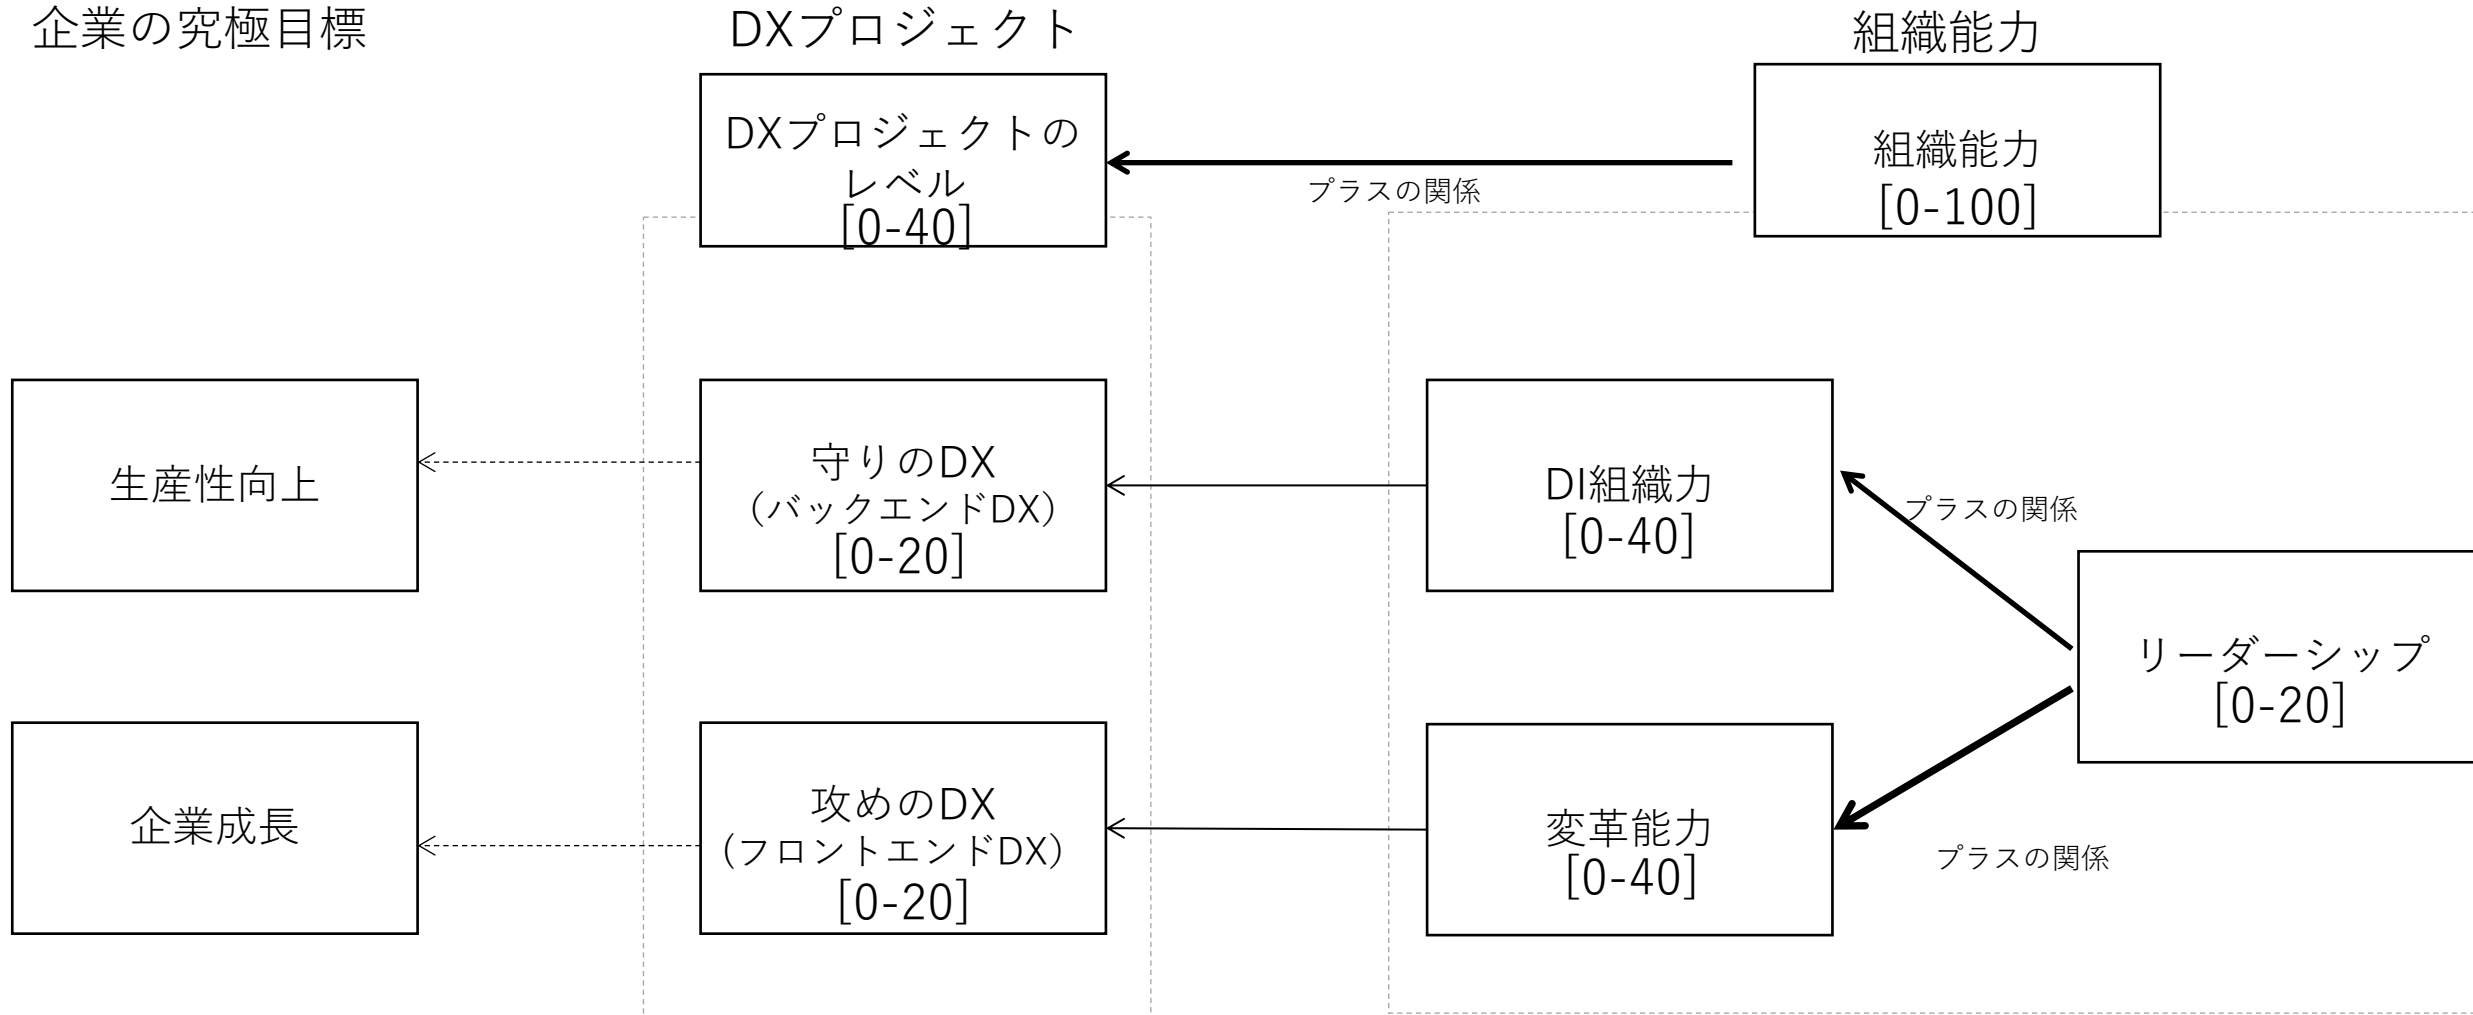 企業の究極目標
DXプロジェクト
組織能力
DXプロジェクトの
レベル
[0-40]
プラスの関係
組織能力
[0-100]
生産性向上
守りのDX
（バックエンドDX）
[0-20]
DI組織力
[0-40]
プラスの関係
リーダーシップ
[0-20]
企業成長
攻めのDX
(フロントエンドDX）
[0-20]
変革能力
[0-40]
プラスの関係